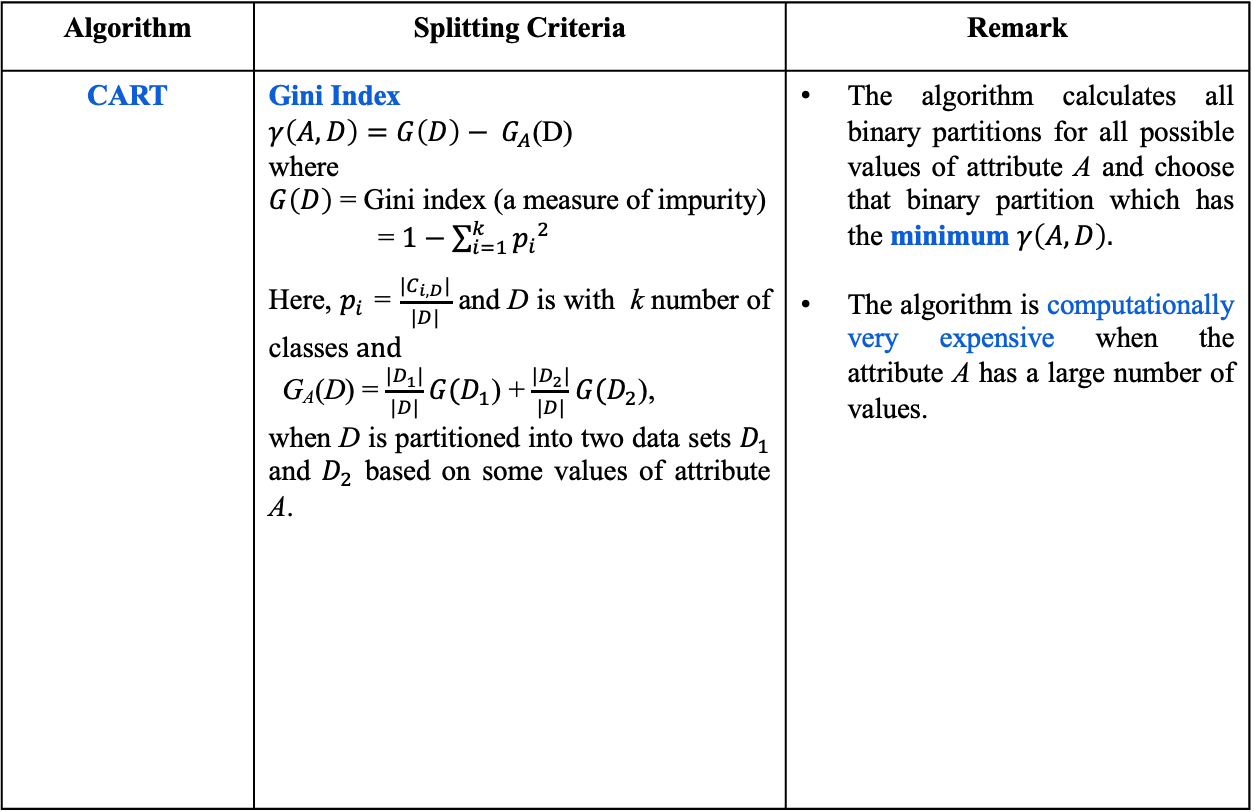 Algorithm
Splitting Criteria
Remark
CART
Gini Index
γ(A, D) = G(D) − G_A(D)
where
G(D) = Gini index (a measure of impurity)
= 1 − ∑_{i=1}^{k} p_i^2
Here, p_i = |C_{i,D}|/|D| and D is with k number of
classes and
G_A(D) = |D_1|/|D| G(D_1) + |D_2|/|D| G(D_2),
when D is partitioned into two data sets D_1
and D_2 based on some values of attribute
A.
• The algorithm calculates all
binary partitions for all possible
values of attribute A and choose
that binary partition which has
the minimum γ(A, D).
• The algorithm is computationally
very expensive when the
attribute A has a large number of
values.